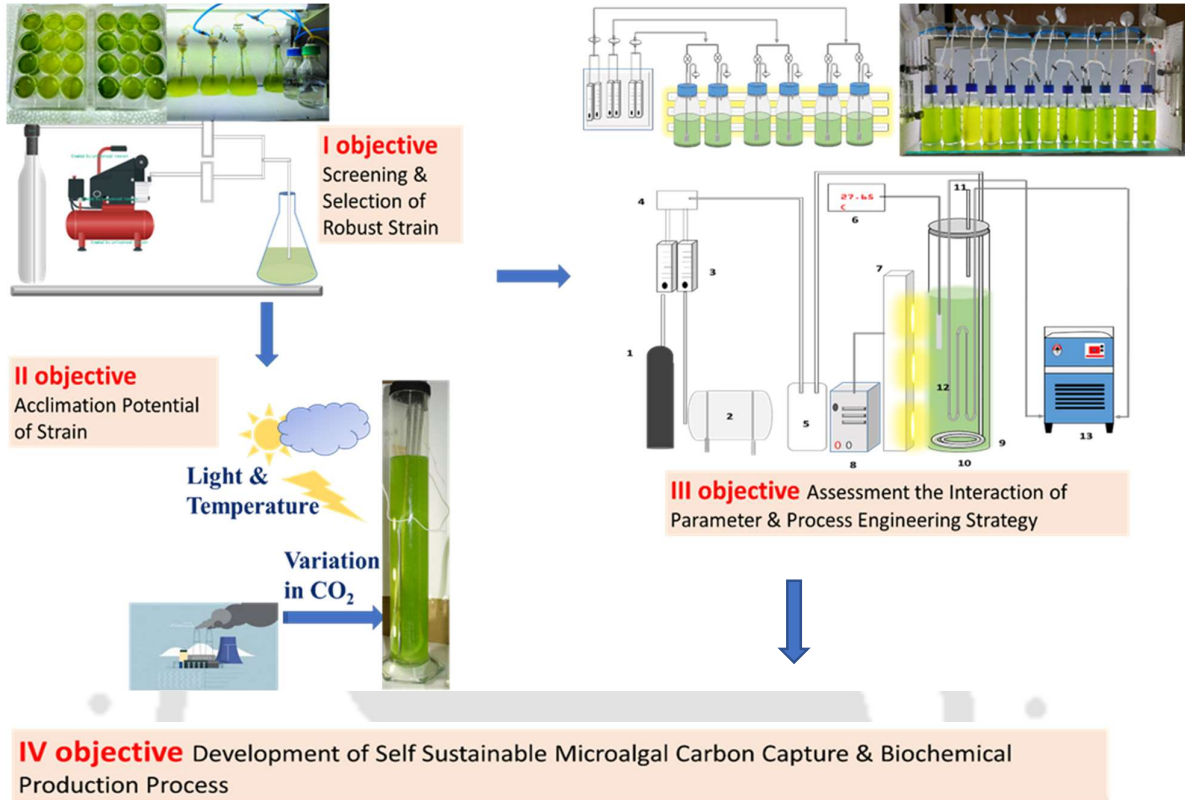 I objective
Screening &
Selection of
Robust Strain
II objective
Acclimation Potential
of Strain
Light &
Temperature
Variation
in CO₂
1
2
3
4
5
6
27.65
C
7
8
9
10
11
12
13
III objective Assessment the Interaction of
Parameter & Process Engineering Strategy
IV objective Development of Self Sustainable Microalgal Carbon Capture & Biochemical
Production Process